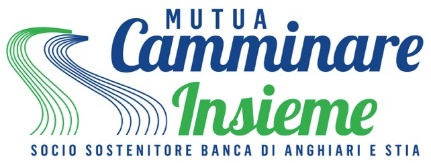 MUTUA
Camminare
Insieme
SOCIO SOSTENITORE BANCA DI ANGHIARI E STIA